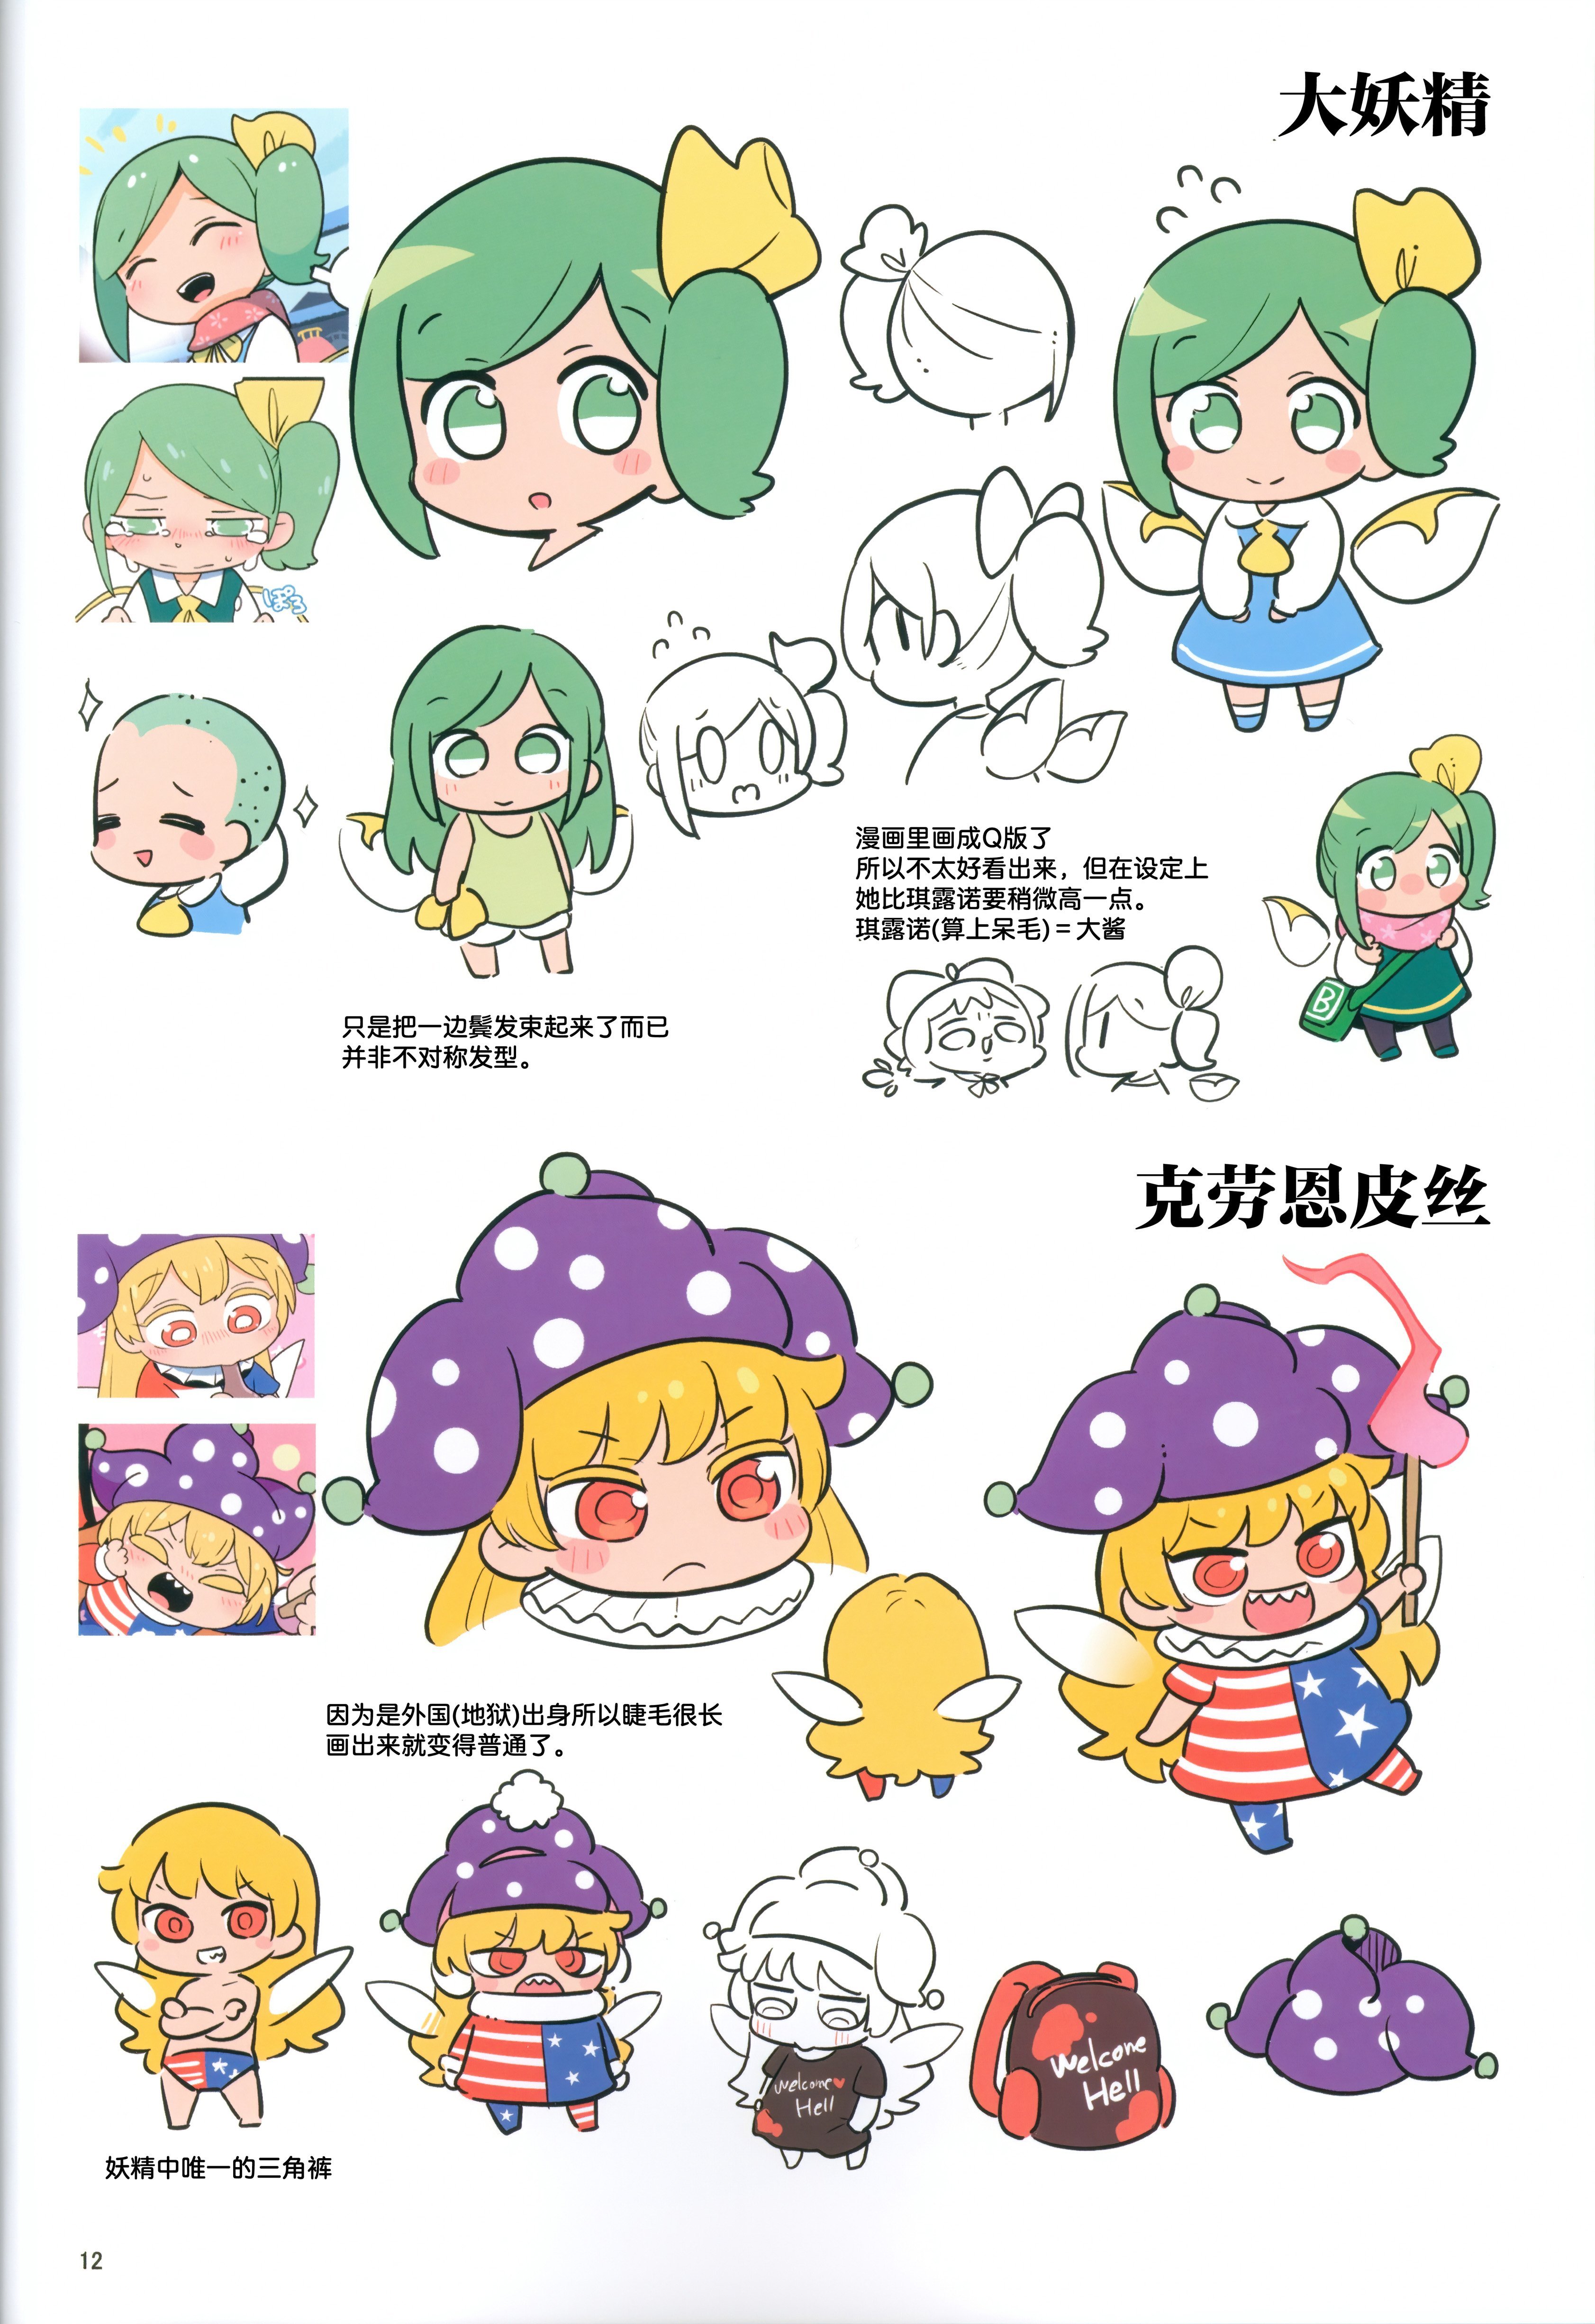 大妖精
ぽろ
漫画里画成Q版了
所以不太好看出来，但在设定上
她比琪露诺要稍微高一点。
琪露诺(算上呆毛)＝大酱
B
只是把一边鬓发束起来了而已
并非不对称发型。
克劳恩皮丝
因为是外国(地狱)出身所以睫毛很长
画出来就变得普通了。
welcome♥
Hell
Welcome
Hell
妖精中唯一的三角裤
12